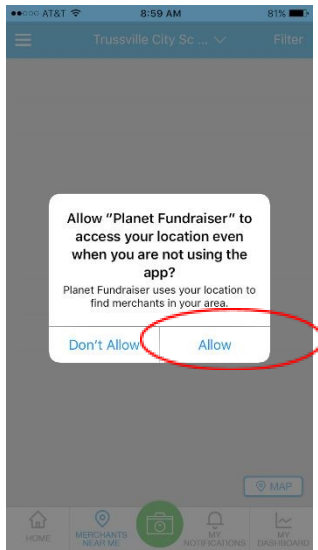 AT&T 8:59 AM 81%
Trussville City Sc ... Filter
Allow "Planet Fundraiser" to
access your location even
when you are not using the
app?
Planet Fundraiser uses your location to
find merchants in your area.
Don't Allow Allow
MAP
HOME MERCHANTS NEAR ME MY NOTIFICATIONS MY DASHBOARD